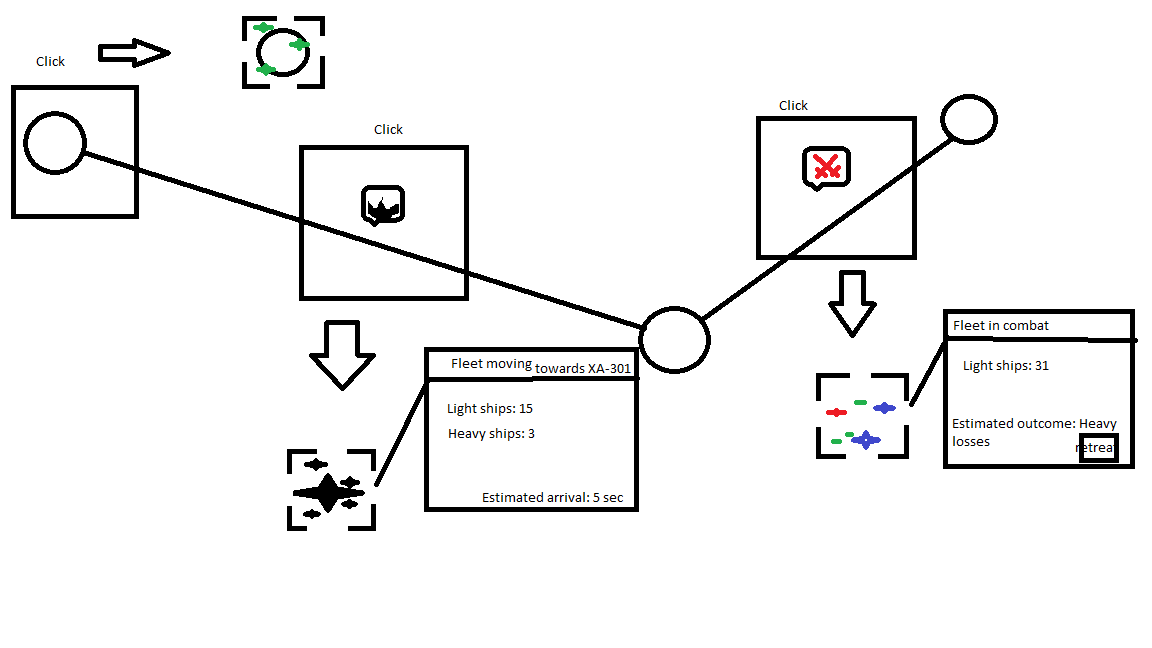 Click
Click
Click
Fleet moving towards XA-301
Light ships: 15
Heavy ships: 3
Estimated arrival: 5 sec
Fleet in combat
Light ships: 31
Estimated outcome: Heavy
losses
retreat